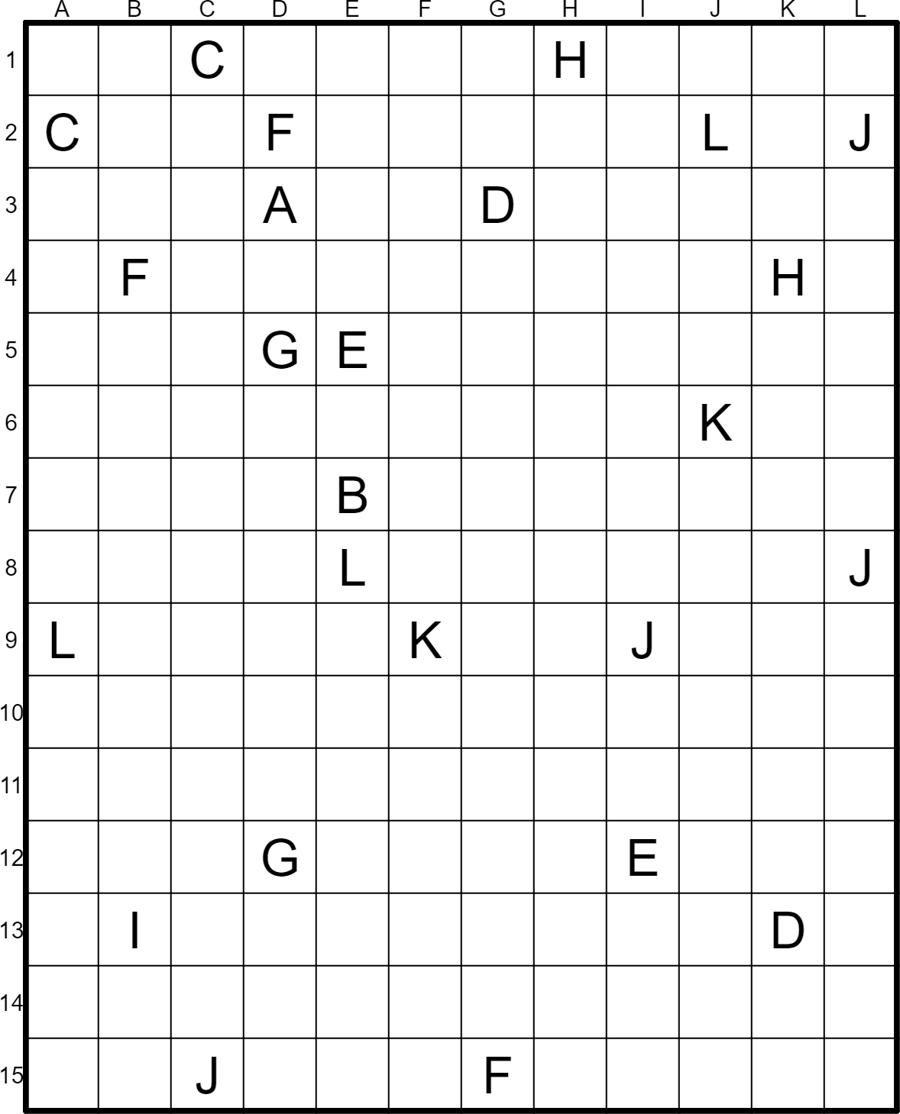 A B C D E F G H I J K L
1 C H
2 C F L J
3 A D
4 F H
5 G E
6 K
7 B
8 L J
9 L K J
10
11
12 G E
13 I D
14
15 J F